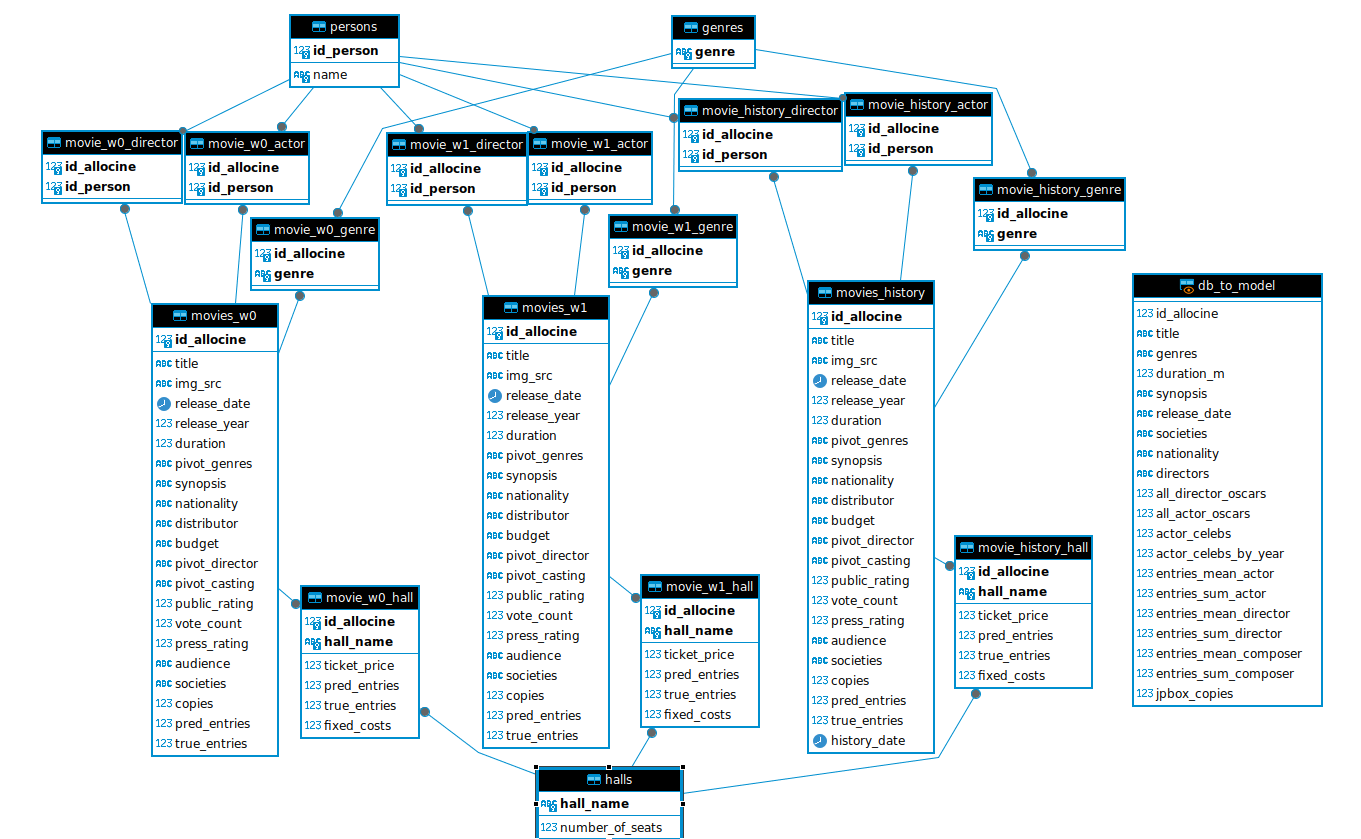 persons
id_person
name
genres
genre
movie_w0_director
id_allocine
id_person
movie_w0_actor
id_allocine
id_person
movie_w1_director
id_allocine
id_person
movie_w1_actor
id_allocine
id_person
movie_history_director
id_allocine
id_person
movie_history_actor
id_allocine
id_person
movie_w0_genre
id_allocine
genre
movie_w1_genre
id_allocine
genre
movie_history_genre
id_allocine
genre
movies_w0
id_allocine
title
img_src
release_date
release_year
duration
pivot_genres
synopsis
nationality
distributor
budget
pivot_director
pivot_casting
public_rating
vote_count
press_rating
audience
societies
copies
pred_entries
true_entries
movies_w1
id_allocine
title
img_src
release_date
release_year
duration
pivot_genres
synopsis
nationality
distributor
budget
pivot_director
pivot_casting
public_rating
vote_count
press_rating
audience
societies
copies
pred_entries
true_entries
movies_history
id_allocine
title
img_src
release_date
release_year
duration
pivot_genres
synopsis
nationality
distributor
budget
pivot_director
pivot_casting
public_rating
vote_count
press_rating
audience
societies
copies
pred_entries
true_entries
history_date
db_to_model
id_allocine
title
genres
duration_m
synopsis
release_date
societies
nationality
directors
all_director_oscars
all_actor_oscars
actor_celebs
actor_celebs_by_year
entries_mean_actor
entries_sum_actor
entries_mean_director
entries_sum_director
entries_mean_composer
entries_sum_composer
jpbox_copies
movie_w0_hall
id_allocine
hall_name
ticket_price
pred_entries
true_entries
fixed_costs
movie_w1_hall
id_allocine
hall_name
ticket_price
pred_entries
true_entries
fixed_costs
movie_history_hall
id_allocine
hall_name
ticket_price
pred_entries
true_entries
fixed_costs
halls
hall_name
number_of_seats